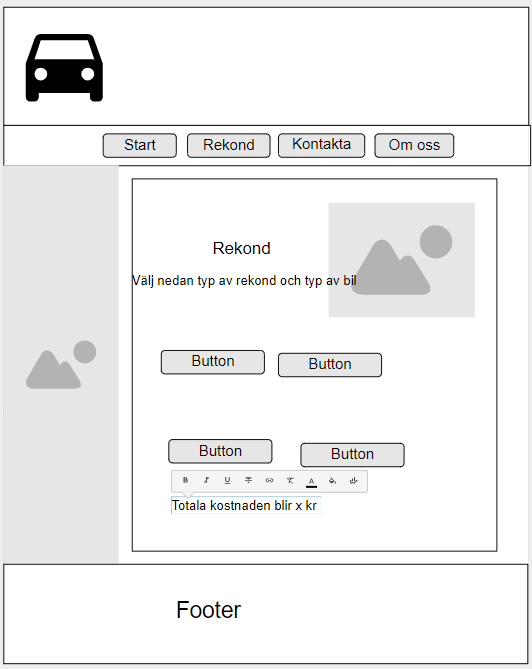 Start
Rekond
Kontakta
Om oss
Rekond
Välj nedan typ av rekond och typ av bil
Button
Button
Button
Button
B I U T A
Totala kostnaden blir x kr
Footer